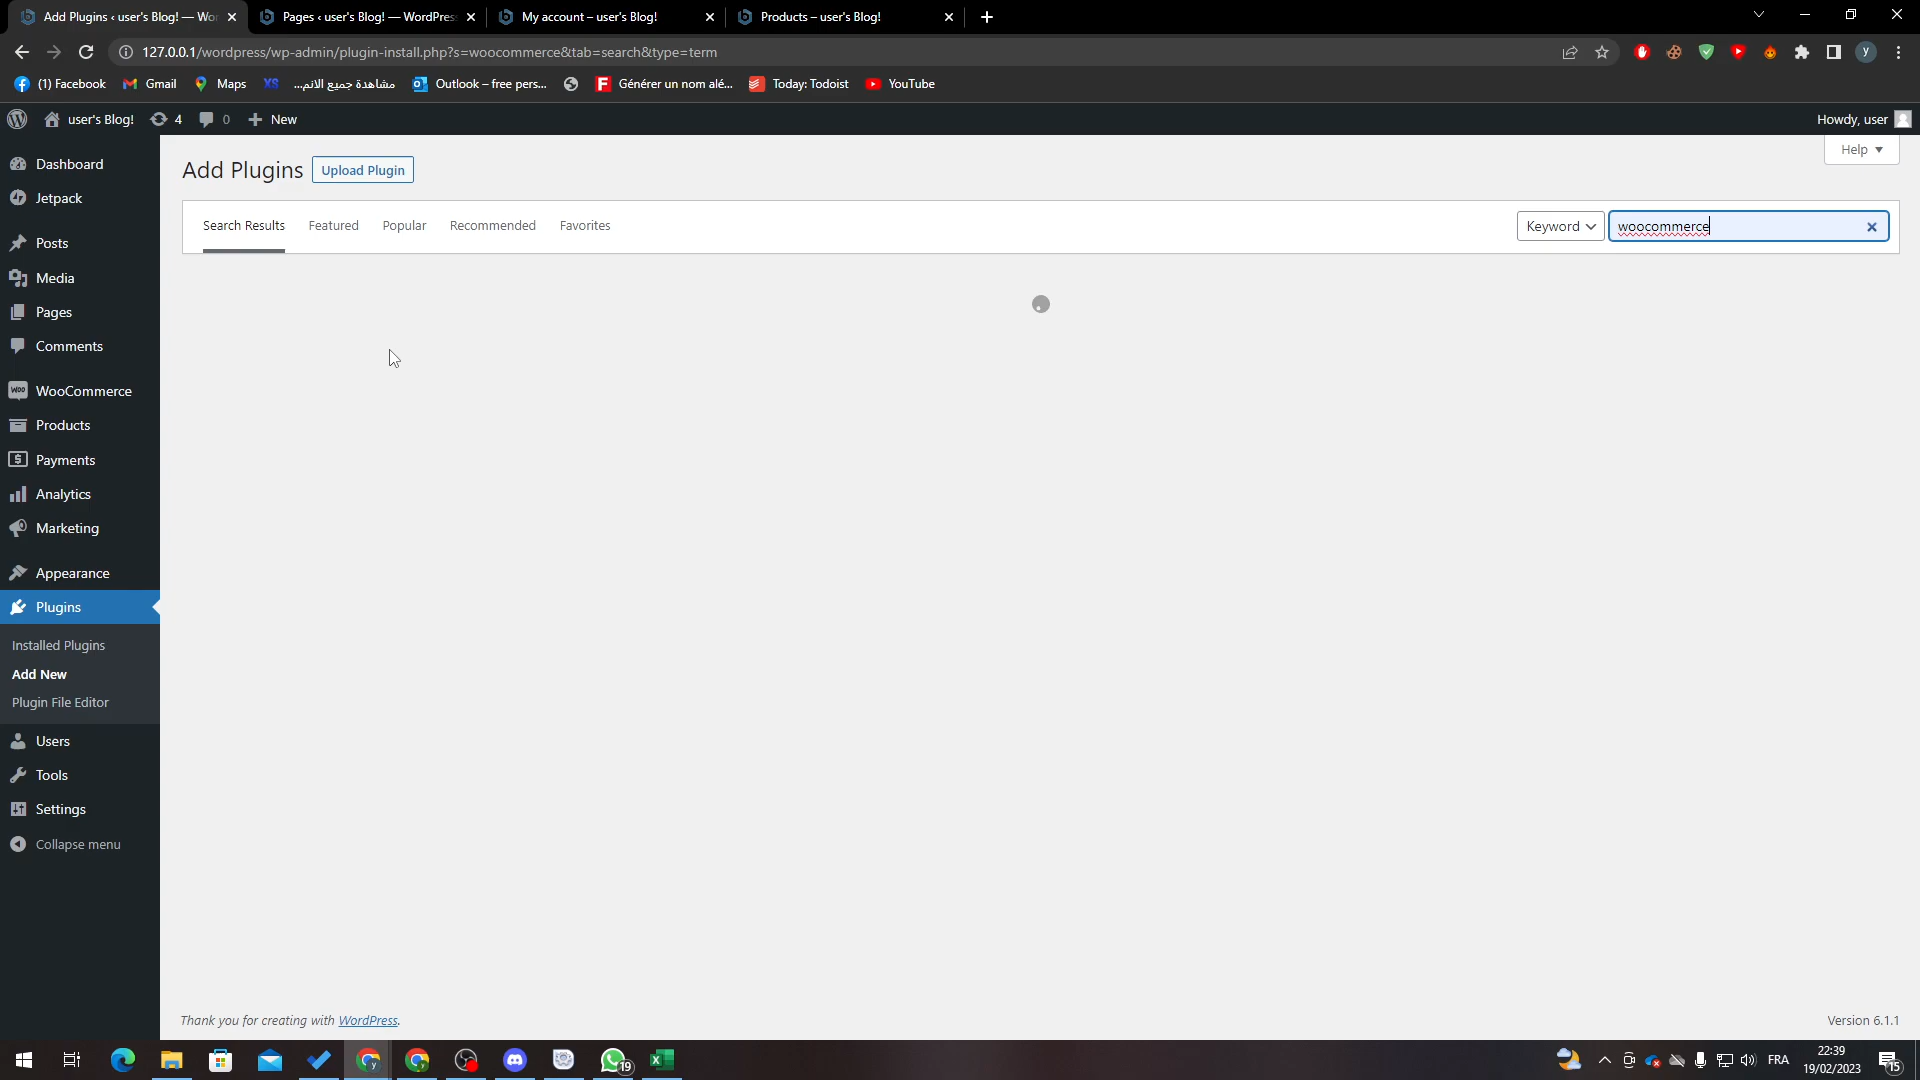 Add Plugins ‹ user's Blog! — Wor
Pages ‹ user's Blog! — WordPress
My account – user's Blog!
Products – user's Blog!
127.0.0.1/wordpress/wp-admin/plugin-install.php?s=woocommerce&tab=search&type=term
y
(1) Facebook
Gmail
Maps
XS
مشاهدة جميع الانم...
Outlook – free pers...
Générer un nom alé...
Today: Todoist
YouTube
user's Blog!
4
0
New
Howdy, user
Help
Add Plugins
Upload Plugin
Search Results
Featured
Popular
Recommended
Favorites
Keyword
woocommerce
Dashboard
Jetpack
Posts
Media
Pages
Comments
WooCommerce
Products
Payments
Analytics
Marketing
Appearance
Plugins
Installed Plugins
Add New
Plugin File Editor
Users
Tools
Settings
Collapse menu
Thank you for creating with WordPress.
Version 6.1.1
19
FRA
22:39
19/02/2023
15